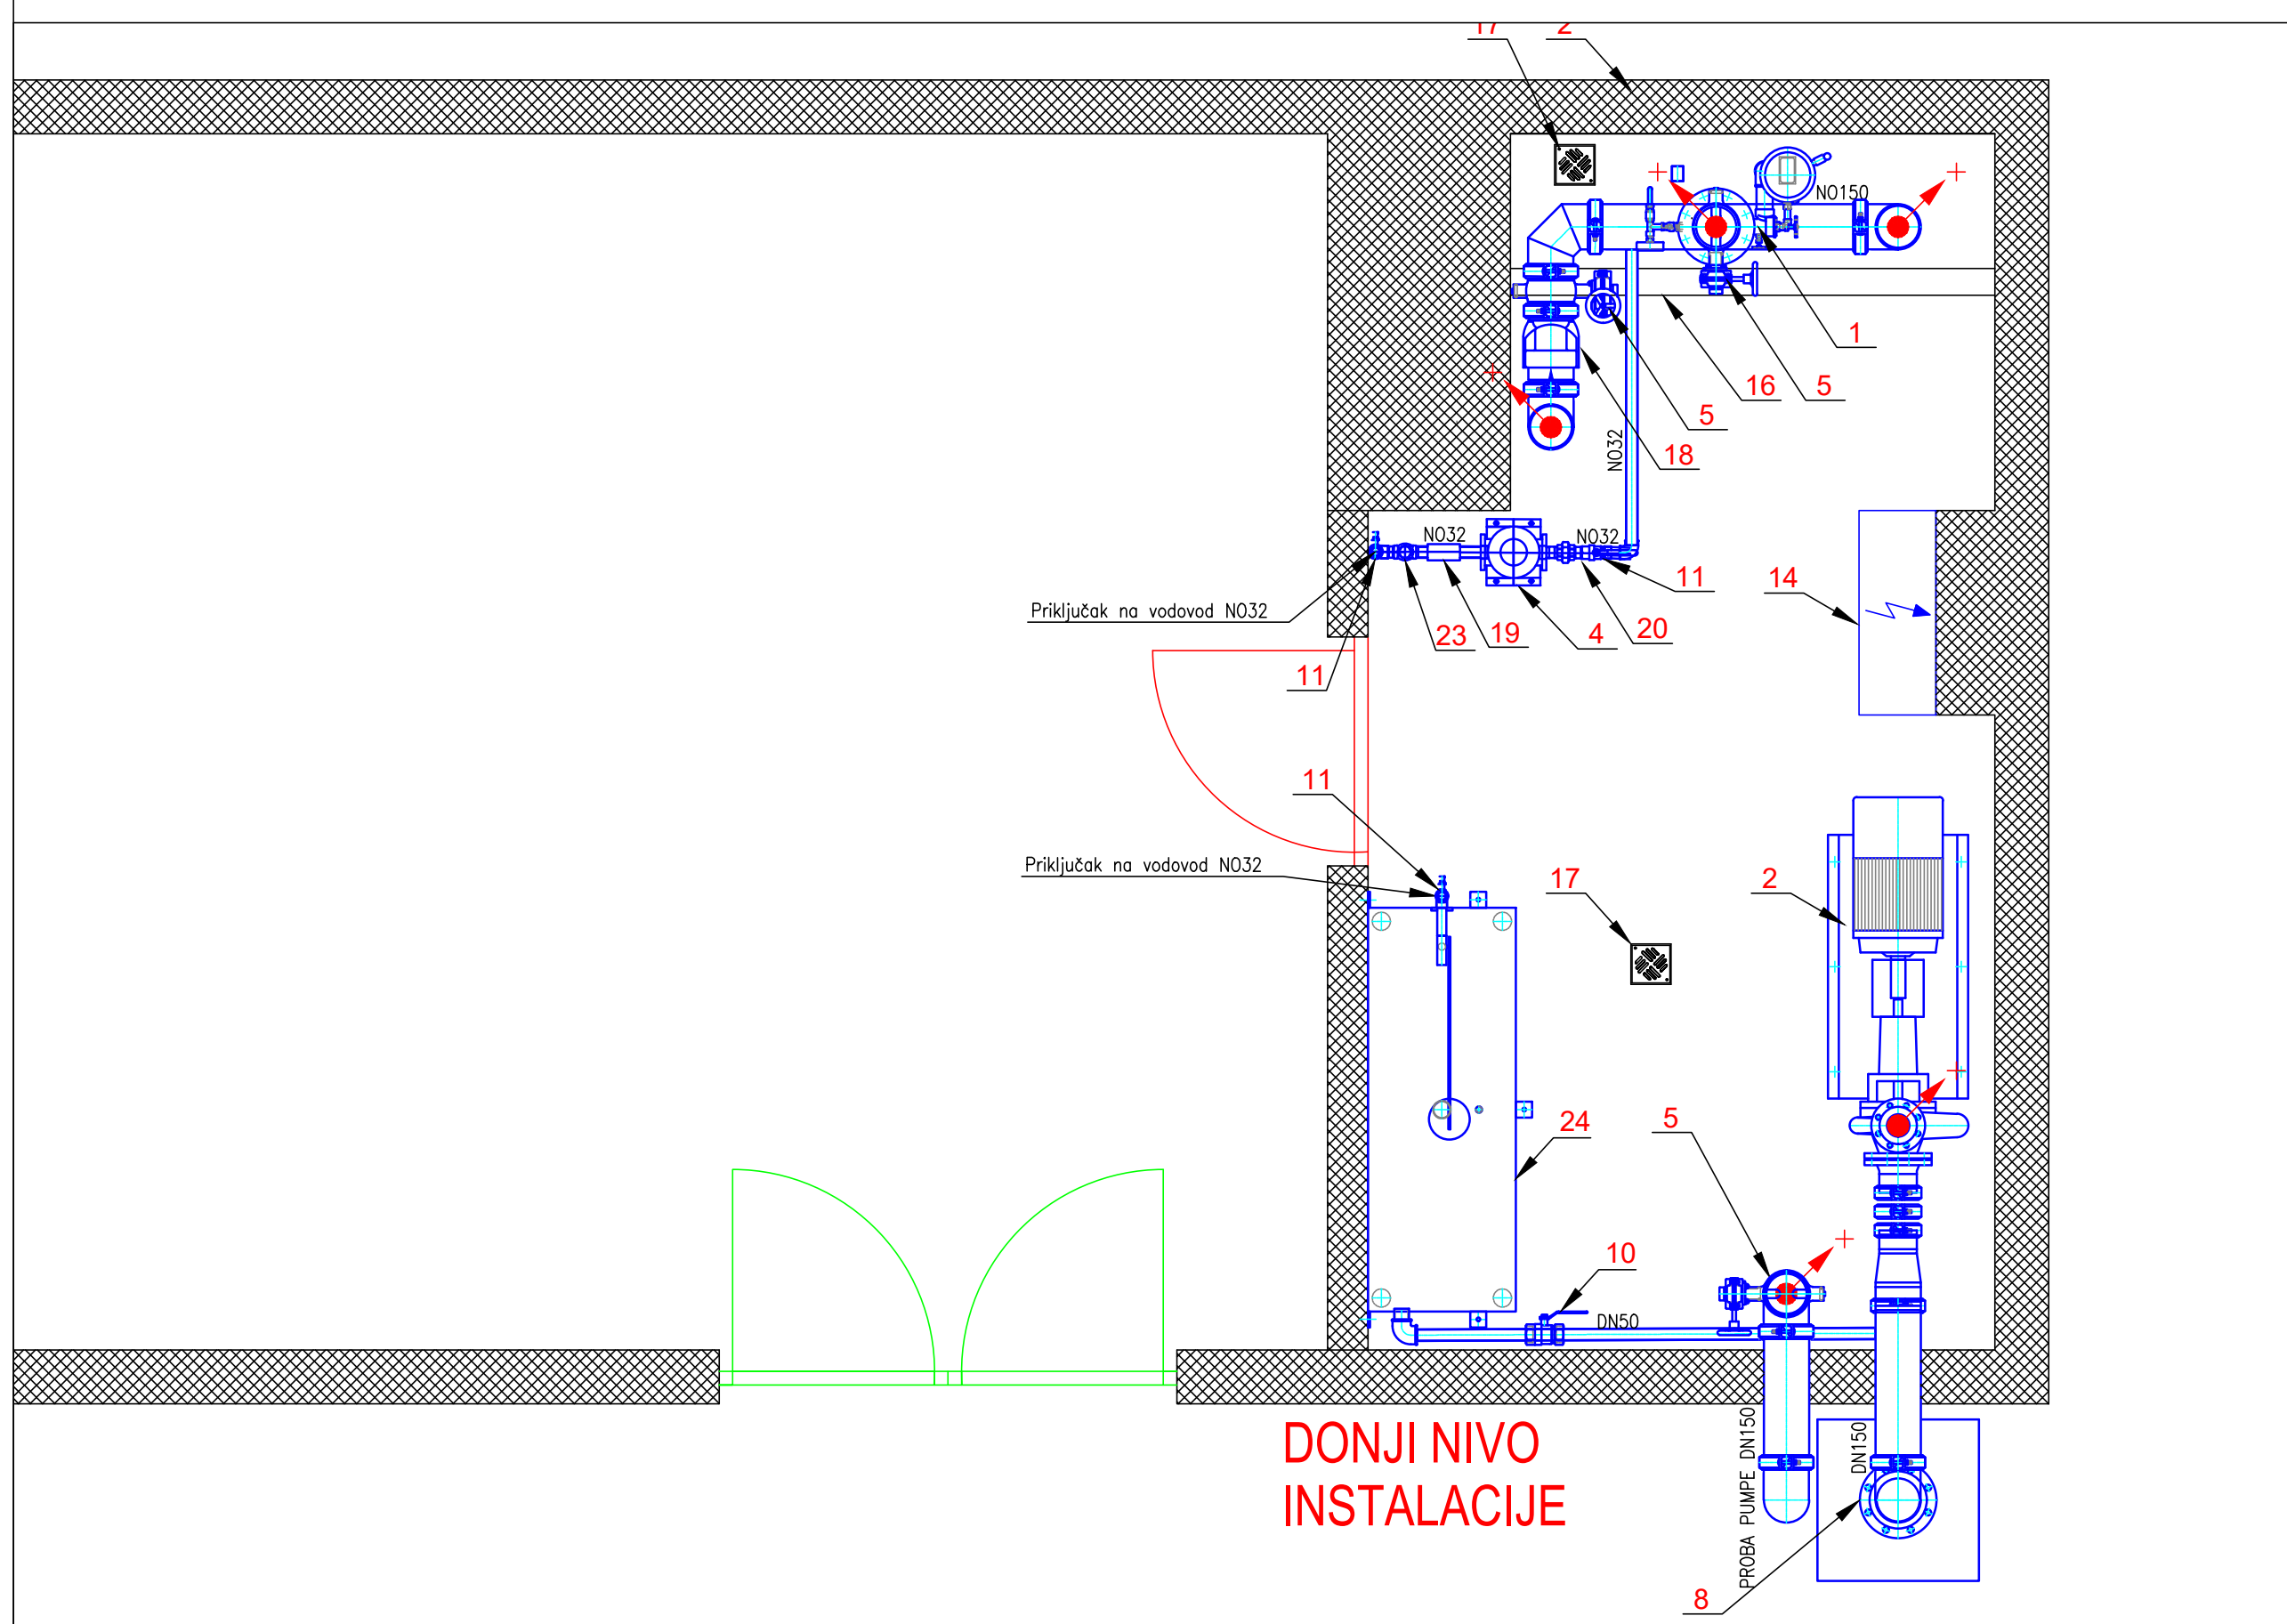 17
2
NO150
1
16
5
5
18
NO32
NO32
NO32
11
14
Priključak na vodovod NO32
23
19
4
20
11
11
Priključak na vodovod NO32
17
2
24
5
10
DN50
DONJI NIVO
INSTALACIJE
PROBA PUMPE DN150
DN150
8